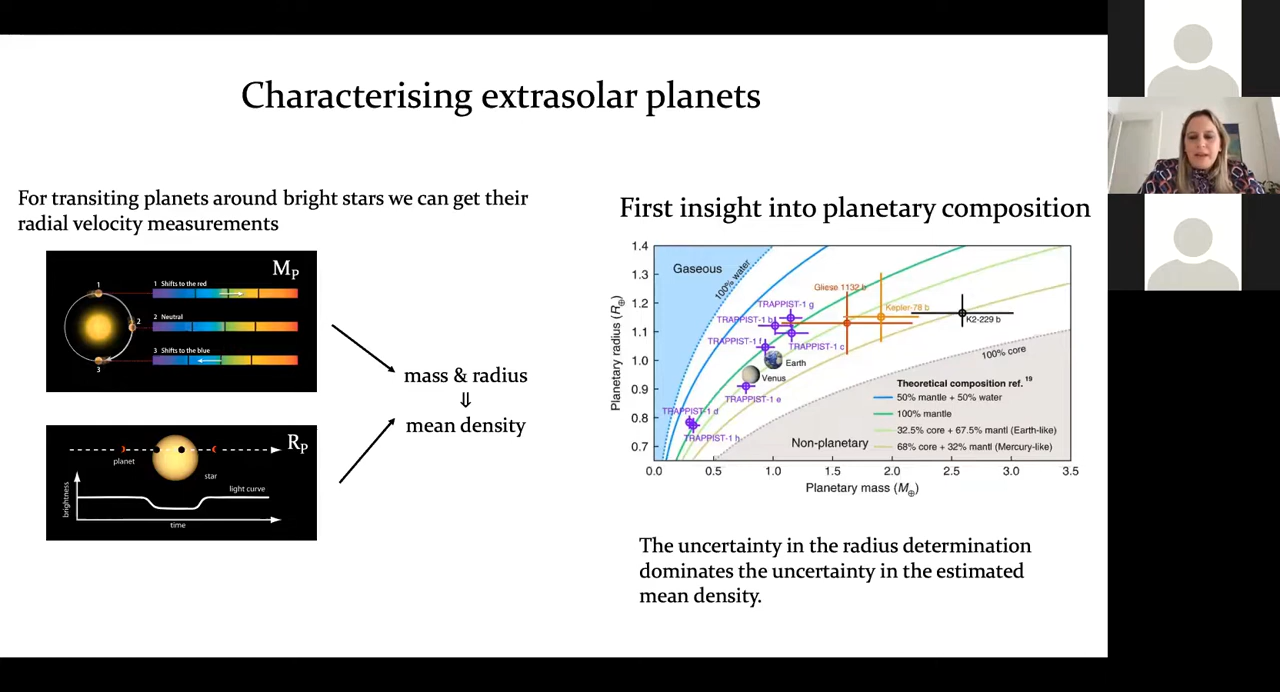 Characterising extrasolar planets
For transiting planets around bright stars we can get their
radial velocity measurements
M_P
1 Shifts to the red
2 Neutral
3 Shifts to the blue
1
2
3
R_P
planet
star
brightness
light curve
time
mass & radius
⇓
mean density
First insight into planetary composition
1.4
1.3
1.2
1.1
1.0
0.9
0.8
0.7
Planetary radius (R⊕)
Gaseous
100% water
Gliese 1132 b
TRAPPIST-1 g
Kepler-78 b
TRAPPIST-1 b
K2-229 b
TRAPPIST-1 f
TRAPPIST-1 c
Earth
Venus
TRAPPIST-1 e
TRAPPIST-1 d
TRAPPIST-1 h
100% core
Non-planetary
Theoretical composition ref. 19
50% mantle + 50% water
100% mantle
32.5% core + 67.5% mantl (Earth-like)
68% core + 32% mantl (Mercury-like)
0.0 0.5 1.0 1.5 2.0 2.5 3.0 3.5
Planetary mass (M⊕)
The uncertainty in the radius determination
dominates the uncertainty in the estimated
mean density.